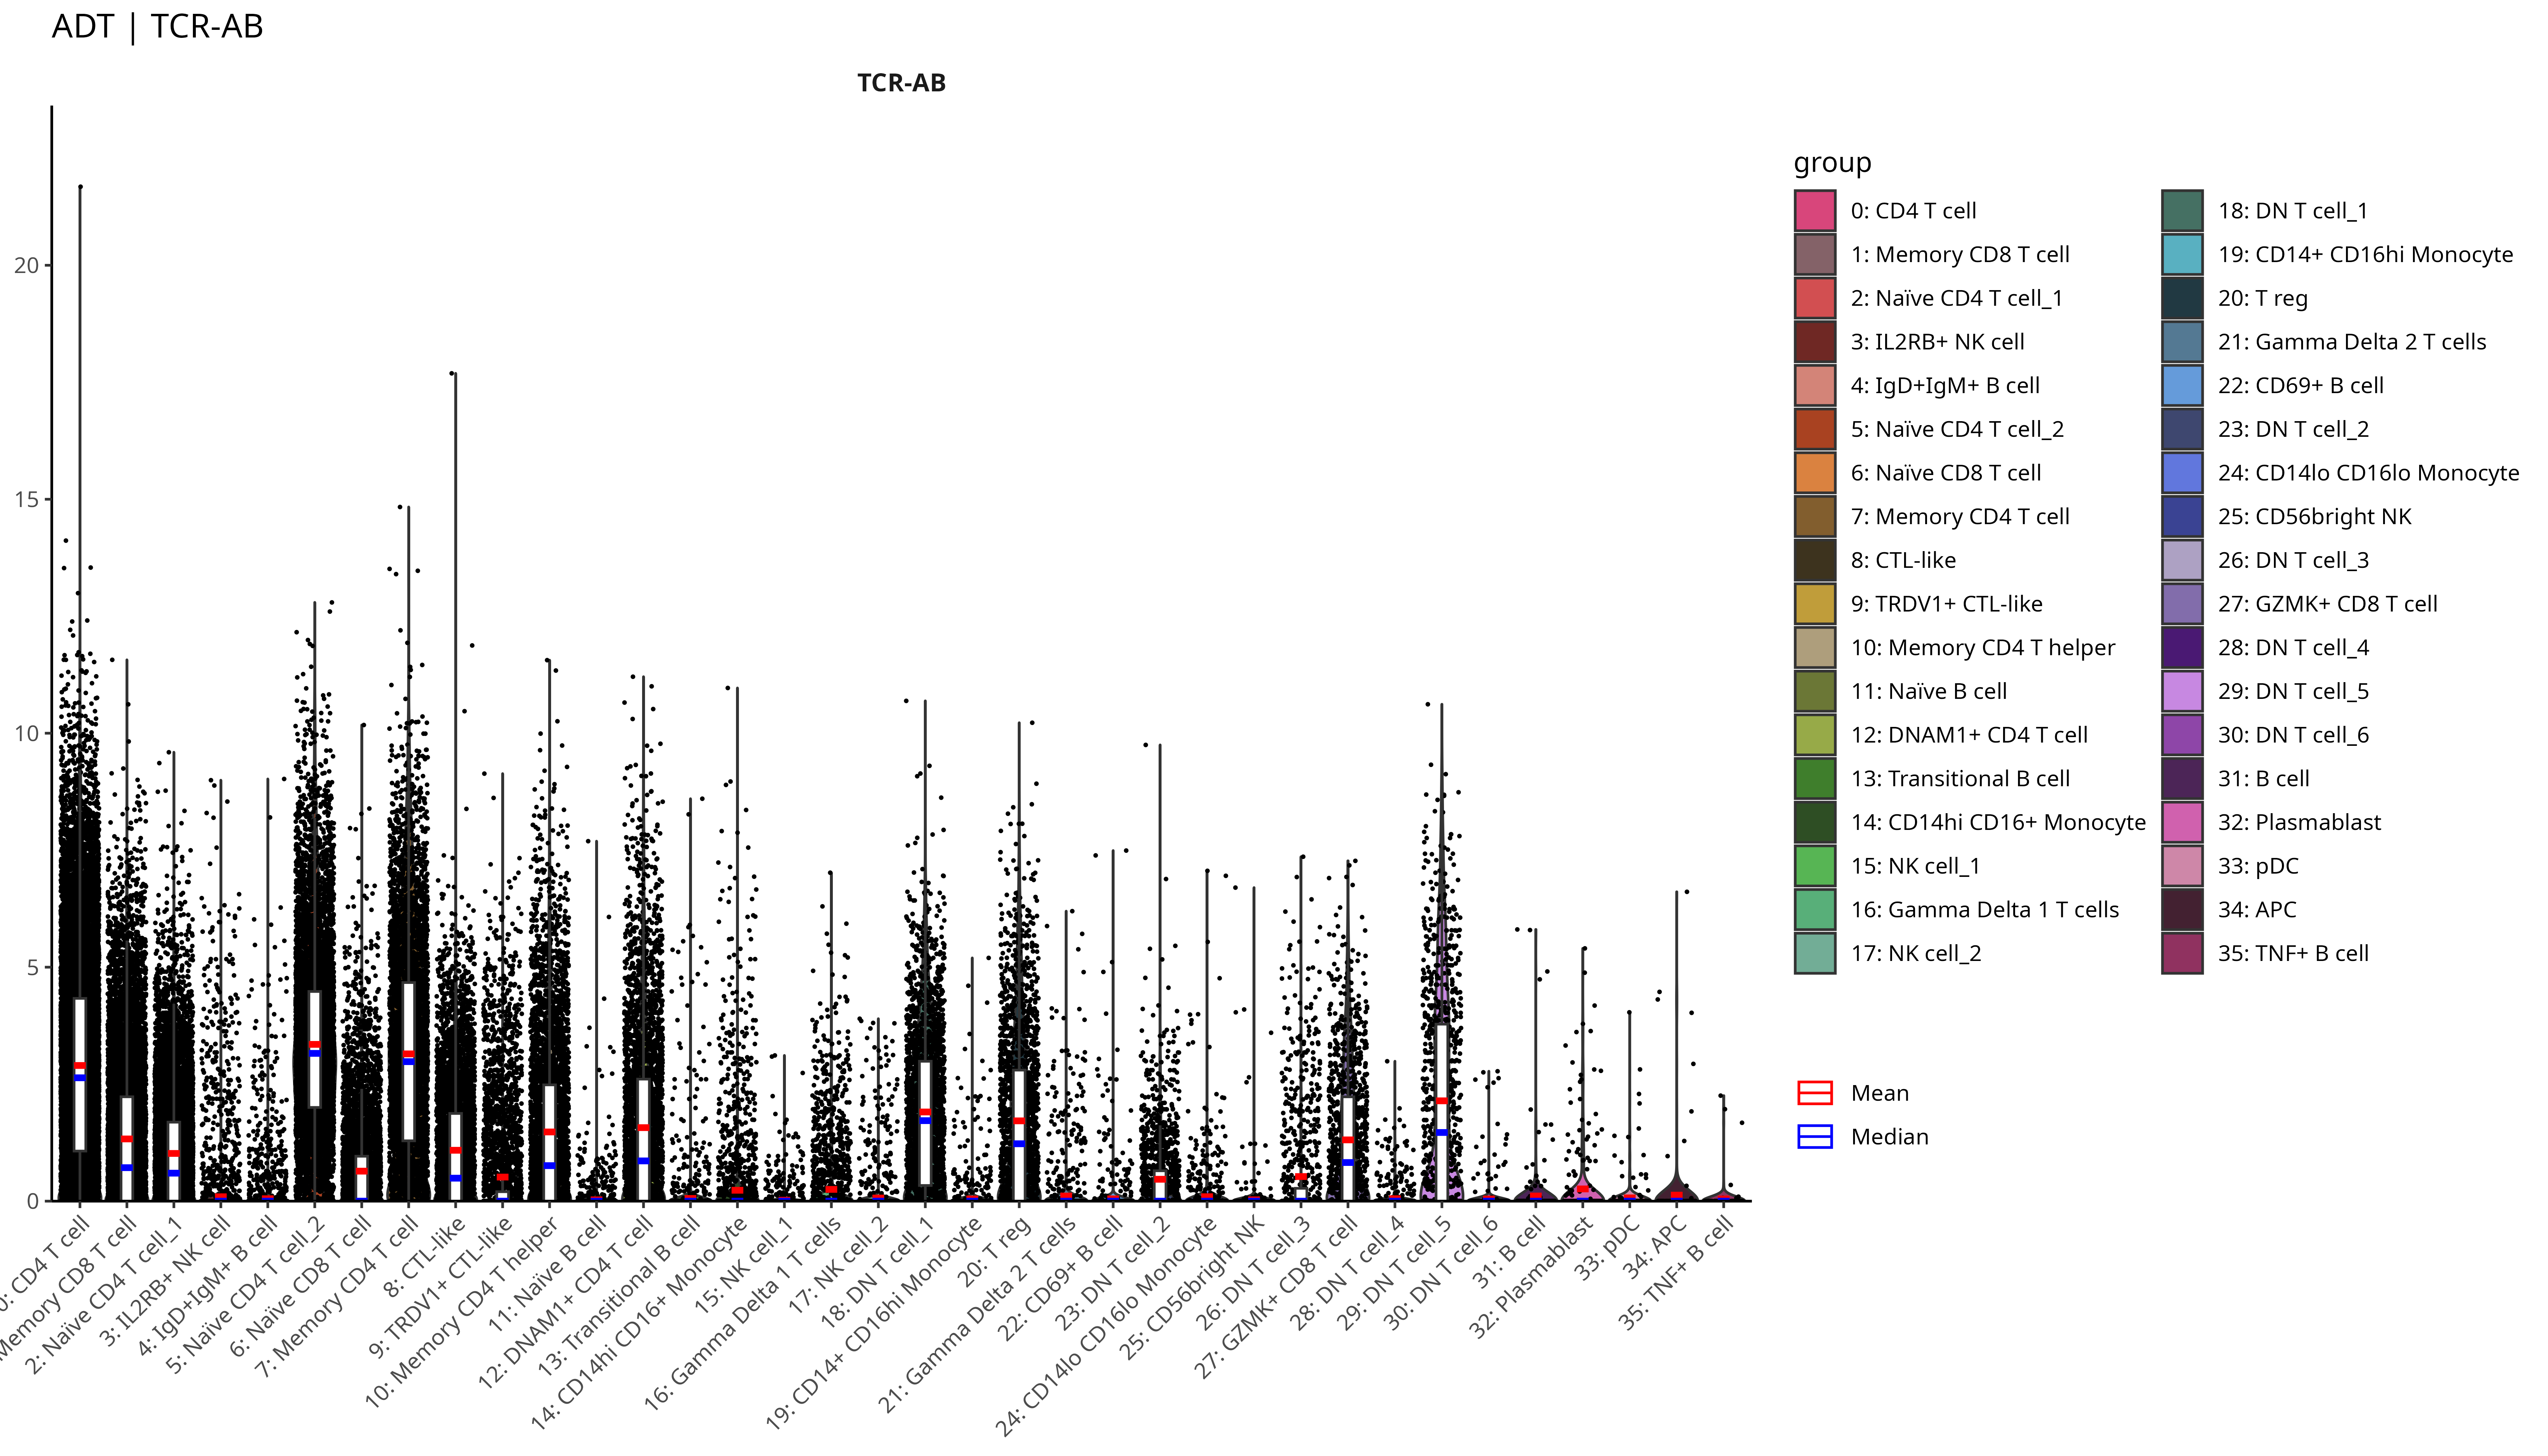 ADT | TCR-AB
TCR-AB
20
15
10
5
0
0: CD4 T cell
Memory CD8 T cell
2: Naïve CD4 T cell_1
3: IL2RB+ NK cell
4: IgD+IgM+ B cell
5: Naïve CD4 T cell_2
6: Naïve CD8 T cell
7: Memory CD4 T cell
8: CTL-like
9: TRDV1+ CTL-like
10: Memory CD4 T helper
11: Naïve B cell
12: DNAM1+ CD4 T cell
13: Transitional B cell
14: CD14hi CD16+ Monocyte
15: NK cell_1
16: Gamma Delta 1 T cells
17: NK cell_2
18: DN T cell_1
19: CD14+ CD16hi Monocyte
20: T reg
21: Gamma Delta 2 T cells
22: CD69+ B cell
23: DN T cell_2
24: CD14lo CD16lo Monocyte
25: CD56bright NK
26: DN T cell_3
27: GZMK+ CD8 T cell
28: DN T cell_4
29: DN T cell_5
30: DN T cell_6
31: B cell
32: Plasmablast
33: pDC
34: APC
35: TNF+ B cell
group
0: CD4 T cell
1: Memory CD8 T cell
2: Naïve CD4 T cell_1
3: IL2RB+ NK cell
4: IgD+IgM+ B cell
5: Naïve CD4 T cell_2
6: Naïve CD8 T cell
7: Memory CD4 T cell
8: CTL-like
9: TRDV1+ CTL-like
10: Memory CD4 T helper
11: Naïve B cell
12: DNAM1+ CD4 T cell
13: Transitional B cell
14: CD14hi CD16+ Monocyte
15: NK cell_1
16: Gamma Delta 1 T cells
17: NK cell_2
18: DN T cell_1
19: CD14+ CD16hi Monocyte
20: T reg
21: Gamma Delta 2 T cells
22: CD69+ B cell
23: DN T cell_2
24: CD14lo CD16lo Monocyte
25: CD56bright NK
26: DN T cell_3
27: GZMK+ CD8 T cell
28: DN T cell_4
29: DN T cell_5
30: DN T cell_6
31: B cell
32: Plasmablast
33: pDC
34: APC
35: TNF+ B cell
Mean
Median